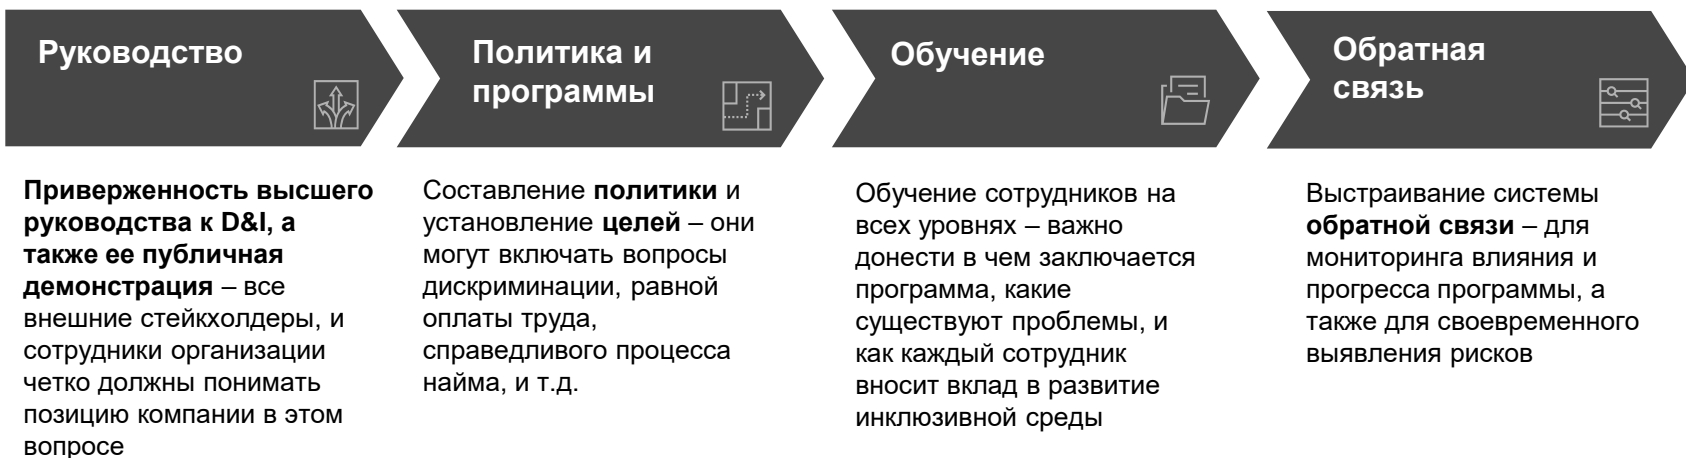 Руководство
Приверженность высшего
руководства к D&I, а
также ее публичная
демонстрация – все
внешние стейкхолдеры, и
сотрудники организации
четко должны понимать
позицию компании в этом
вопросе
Политика и
программы
Составление политики и
установление целей – они
могут включать вопросы
дискриминации, равной
оплаты труда,
справедливого процесса
найма, и т.д.
Обучение
Обучение сотрудников на
всех уровнях – важно
донести в чем заключается
программа, какие
существуют проблемы, и
как каждый сотрудник
вносит вклад в развитие
инклюзивной среды
Обратная
связь
Выстраивание системы
обратной связи – для
мониторинга влияния и
прогресса программы, а
также для своевременного
выявления рисков